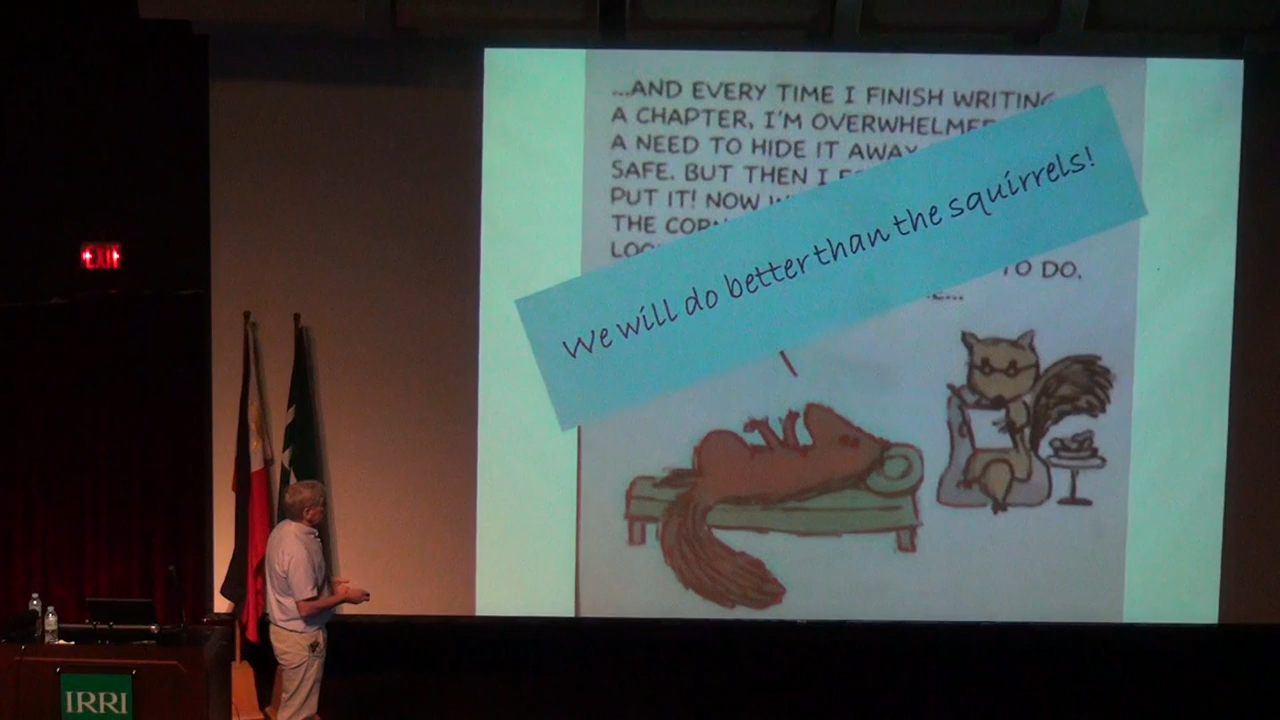 ...AND EVERY TIME I FINISH WRITING
A CHAPTER, I'M OVERWHELMED
A NEED TO HIDE IT AWAY
SAFE. BUT THEN I
PUT IT! NOW
THE
TO DO.
We will do better than the squirrels!
EXIT
IRRI